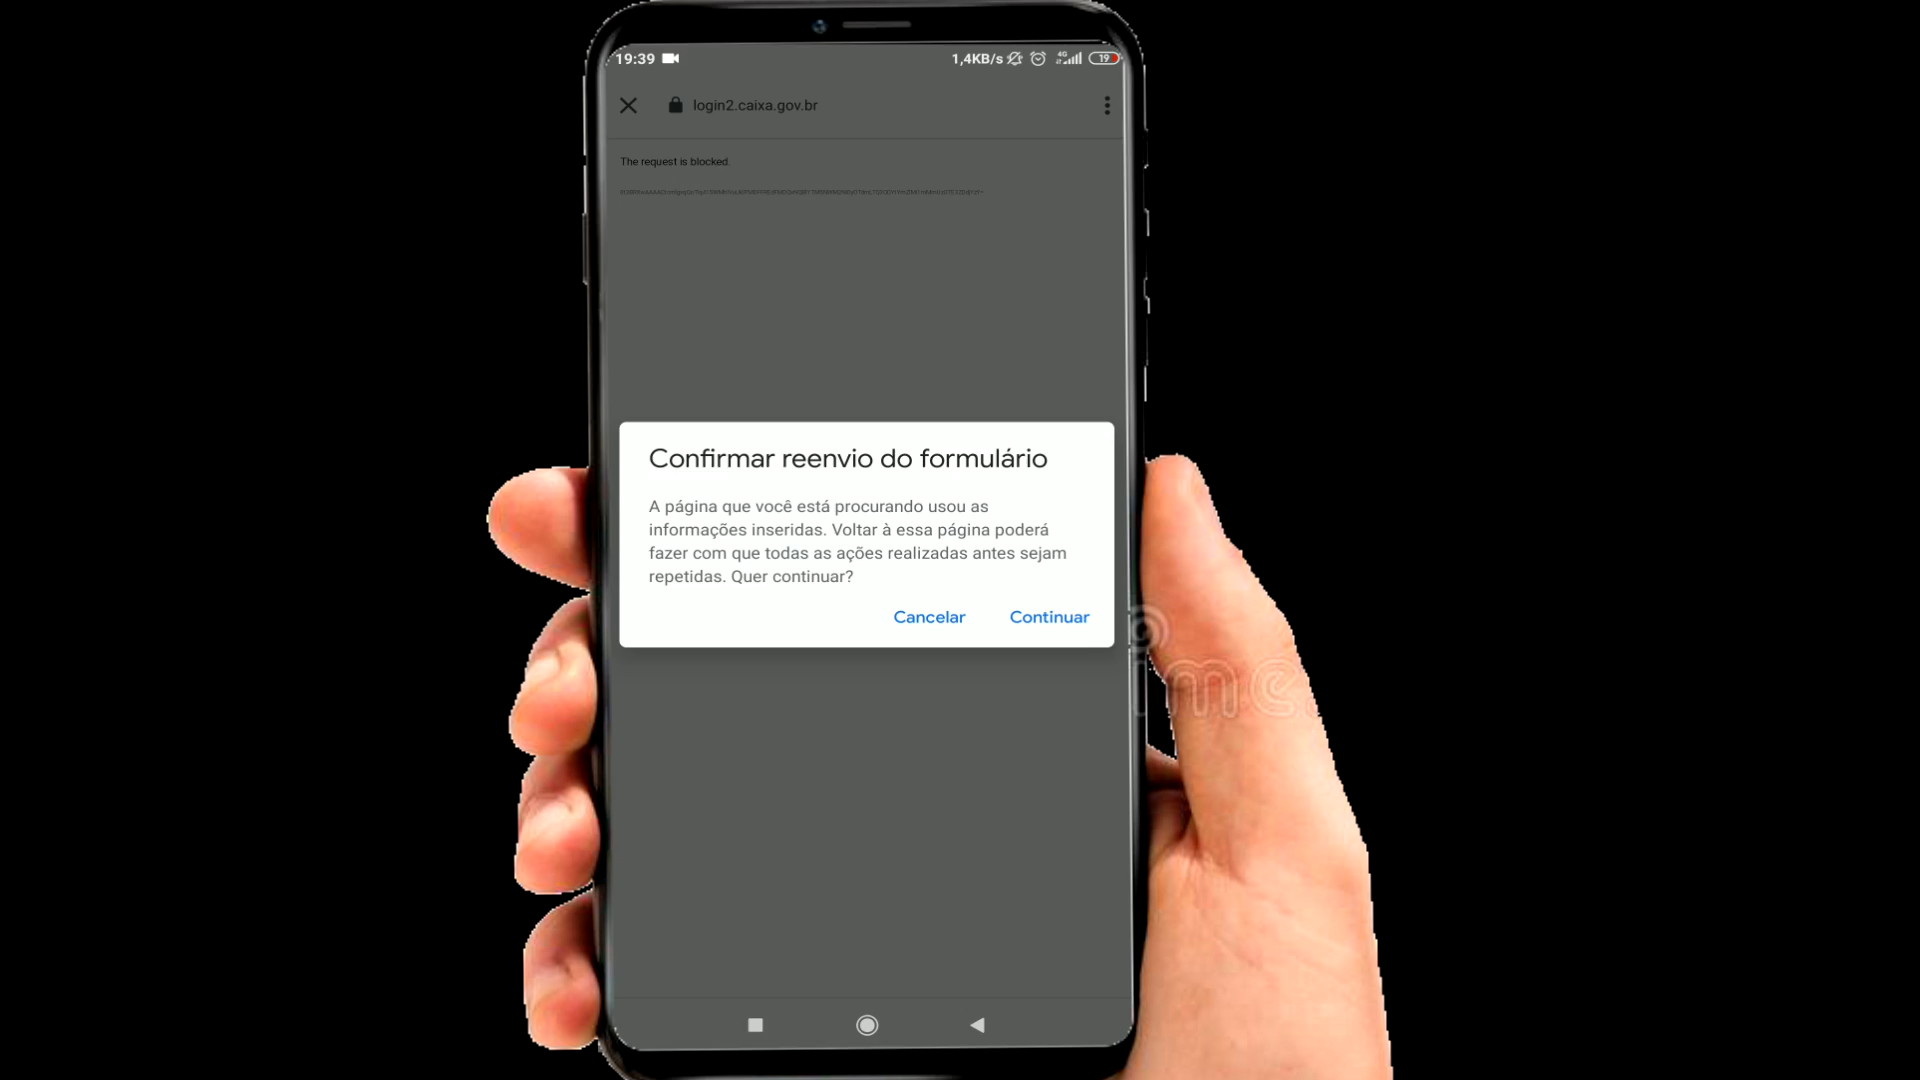 19:39
1,4KB/s 4G 19
login2.caixa.gov.br
The request is blocked.
Confirmar reenvio do formulário
A página que você está procurando usou as
informações inseridas. Voltar à essa página poderá
fazer com que todas as ações realizadas antes sejam
repetidas. Quer continuar?
Cancelar Continuar